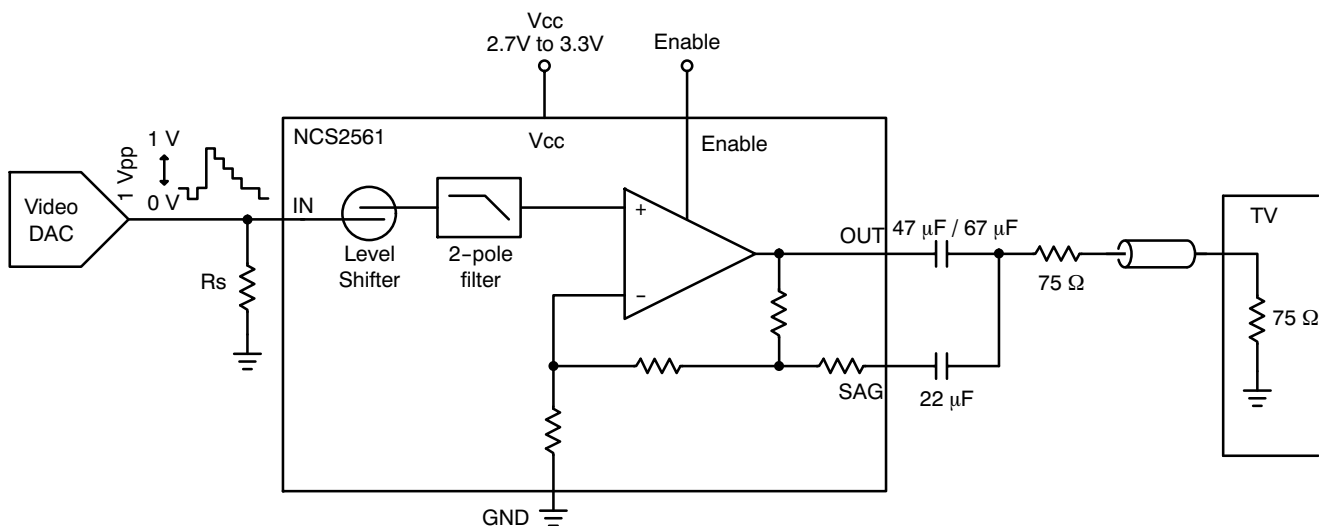 Vcc
2.7V to 3.3V
Enable
NCS2561
Vcc
Enable
1 Vpp
1 V
0 V
Video
DAC
IN
Level
Shifter
2-pole
filter
+
−
OUT
47 μF / 67 μF
TV
75 Ω
75 Ω
Rs
SAG
22 μF
GND